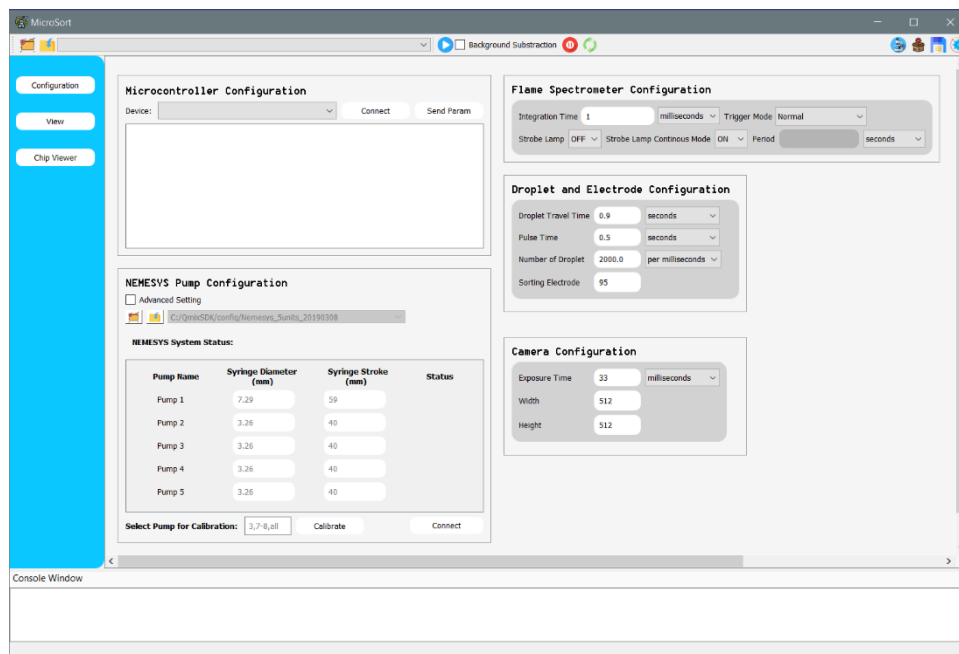 MicroSort
Background Substraction
Configuration
View
Chip Viewer
Microcontroller Configuration
Device: Connect Send Param
NEMESYS Pump Configuration
Advanced Setting
C:/QmixSDK/config/Nemesys_5units_20190308
NEMESYS System Status:
Pump Name Syringe Diameter (mm) Syringe Stroke (mm) Status
Pump 1 7.29 59
Pump 2 3.26 40
Pump 3 3.26 40
Pump 4 3.26 40
Pump 5 3.26 40
Select Pump for Calibration: 3,7-8,all Calibrate Connect
Flame Spectrometer Configuration
Integration Time 1 milliseconds Trigger Mode Normal
Strobe Lamp OFF Strobe Lamp Continous Mode ON Period seconds
Droplet and Electrode Configuration
Droplet Travel Time 0.9 seconds
Pulse Time 0.5 seconds
Number of Droplet 2000.0 per milliseconds
Sorting Electrode 95
Camera Configuration
Exposure Time 33 milliseconds
Width 512
Height 512
Console Window